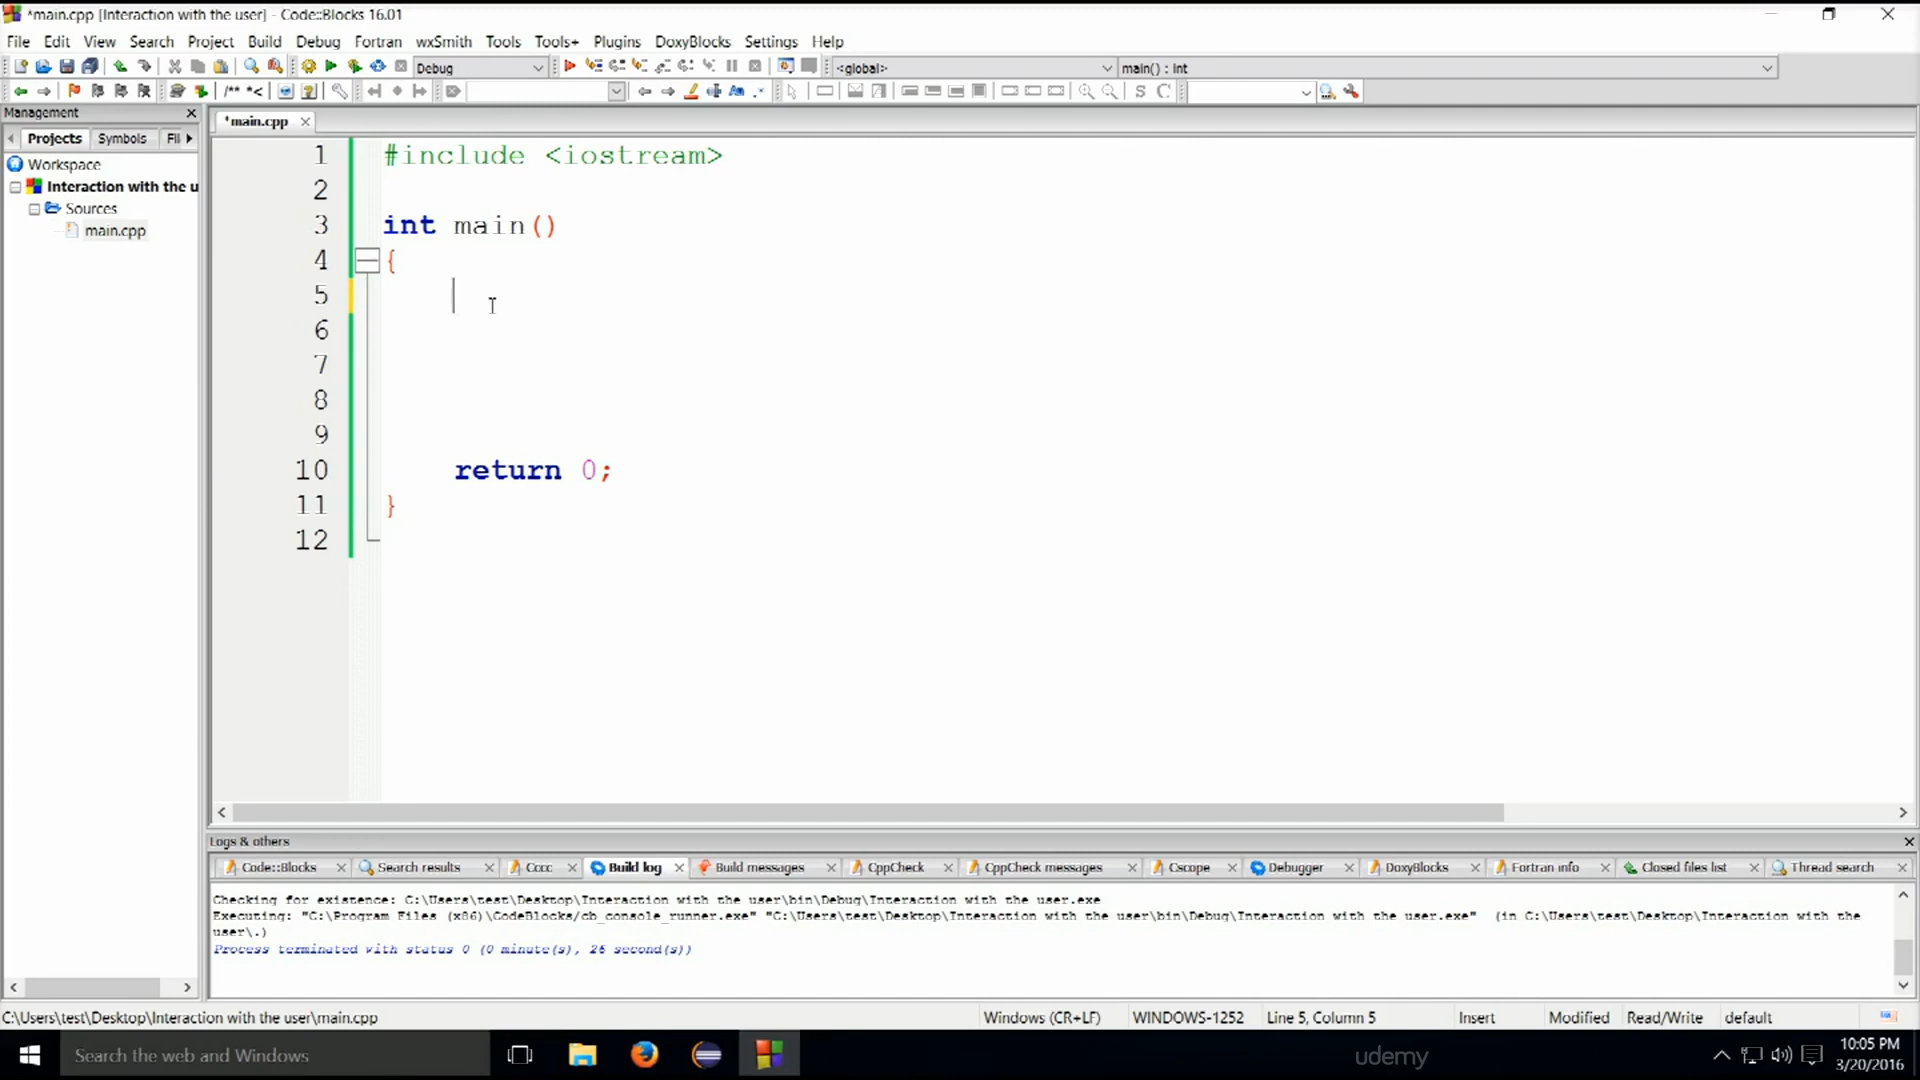 *main.cpp [Interaction with the user] - Code::Blocks 16.01
File Edit View Search Project Build Debug Fortran wxSmith Tools Tools+ Plugins DoxyBlocks Settings Help
Debug <global> main() : int
/** *<
S C
Management
*main.cpp
Projects Symbols Fil
Workspace
Interaction with the u
Sources
main.cpp
1 #include <iostream>
2
3 int main()
4 {
5
6
7
8
9
10 return 0;
11 }
12
Logs & others
Code::Blocks Search results Cccc Build log Build messages CppCheck CppCheck messages Cscope Debugger DoxyBlocks Fortran info Closed files list Thread search
Checking for existence: C:\Users\test\Desktop\Interaction with the user\bin\Debug\Interaction with the user.exe
Executing: "C:\Program Files (x86)\CodeBlocks/cb_console_runner.exe" "C:\Users\test\Desktop\Interaction with the user\bin\Debug\Interaction with the user.exe" (in C:\Users\test\Desktop\Interaction with the
user\.)
Process terminated with status 0 (0 minute(s), 26 second(s))
C:\Users\test\Desktop\Interaction with the user\main.cpp Windows (CR+LF) WINDOWS-1252 Line 5, Column 5 Insert Modified Read/Write default
Search the web and Windows
udemy
10:05 PM
3/20/2016